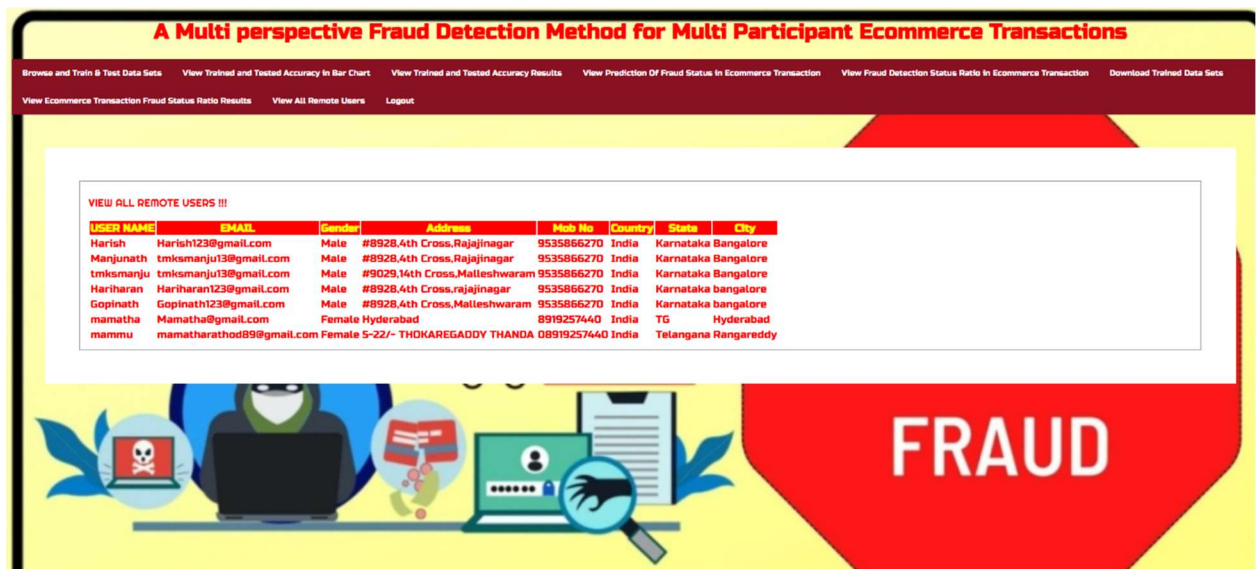 A Multi perspective Fraud Detection Method for Multi Participant Ecommerce Transactions
Browse and Train & Test Data Sets View Trained and Tested Accuracy in Bar Chart View Trained and Tested Accuracy Results View Prediction Of Fraud Status in Ecommerce Transaction View Fraud Detection Status Ratio in Ecommerce Transaction Download Trained Data Sets
View Ecommerce Transaction Fraud Status Ratio Results View All Remote Users Logout
VIEW ALL REMOTE USERS !!!
USER NAME EMAIL Gender Address Mob No Country State City
Harish Harish123@gmail.com Male #8928,4th Cross,Rajajinagar 9535866270 India Karnataka Bangalore
Manjunath tmksmanju13@gmail.com Male #8928,4th Cross,Rajajinagar 9535866270 India Karnataka Bangalore
tmksmanju tmksmanju13@gmail.com Male #9029,14th Cross,Malleshwaram 9535866270 India Karnataka Bangalore
Hariharan Hariharan123@gmail.com Male #8928,4th Cross,rajajinagar 9535866270 India Karnataka bangalore
Gopinath Gopinath123@gmail.com Male #8928,4th Cross,Malleshwaram 9535866270 India Karnataka bangalore
mamatha Mamatha@gmail.com Female Hyderabad 8919257440 India TG Hyderabad
mammu mamatharathod89@gmail.com Female 5-22/- THOKAREGADDY THANDA 08919257440 India Telangana Rangareddy
FRAUD